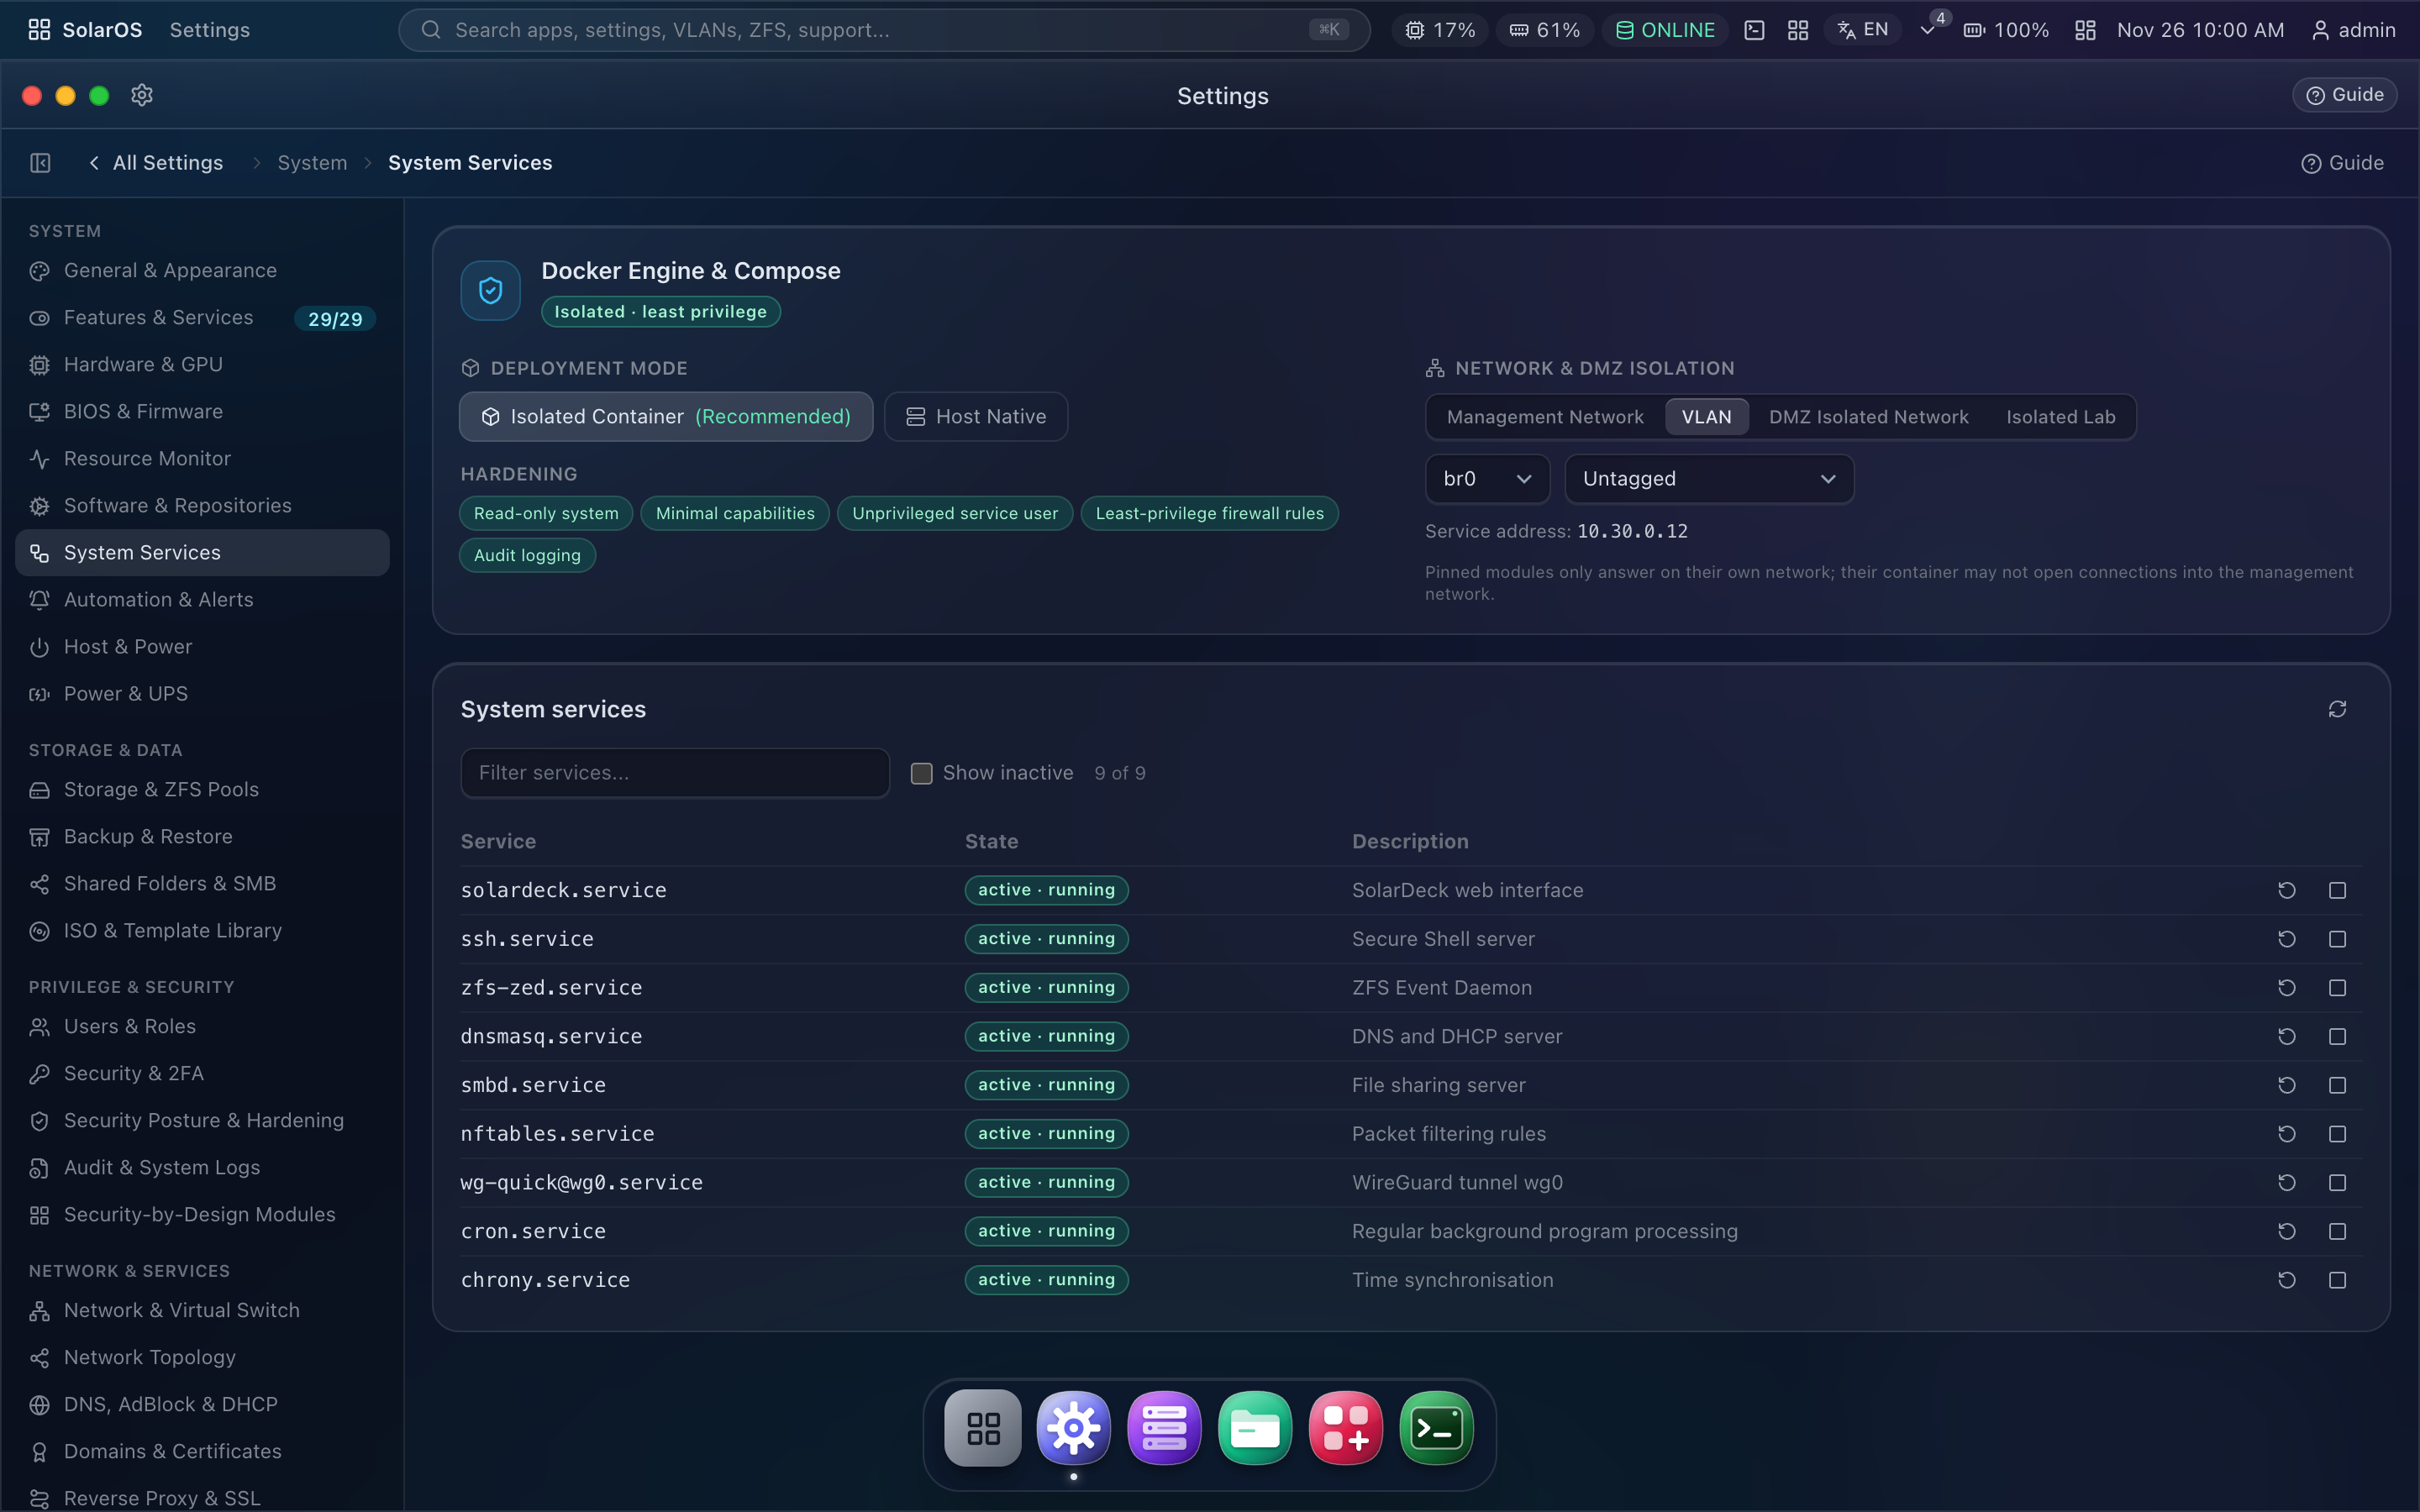 SolarOS Settings Search apps, settings, VLANs, ZFS, support... ⌘K 17% 61% ONLINE EN 4 100% Nov 26 10:00 AM admin
Settings Guide
All Settings System System Services Guide
SYSTEM
General & Appearance
Features & Services 29/29
Hardware & GPU
BIOS & Firmware
Resource Monitor
Software & Repositories
System Services
Automation & Alerts
Host & Power
Power & UPS
STORAGE & DATA
Storage & ZFS Pools
Backup & Restore
Shared Folders & SMB
ISO & Template Library
PRIVILEGE & SECURITY
Users & Roles
Security & 2FA
Security Posture & Hardening
Audit & System Logs
Security-by-Design Modules
NETWORK & SERVICES
Network & Virtual Switch
Network Topology
DNS, AdBlock & DHCP
Domains & Certificates
Reverse Proxy & SSL
Docker Engine & Compose
Isolated · least privilege
DEPLOYMENT MODE
Isolated Container (Recommended) Host Native
HARDENING
Read-only system Minimal capabilities Unprivileged service user Least-privilege firewall rules
Audit logging
NETWORK & DMZ ISOLATION
Management Network VLAN DMZ Isolated Network Isolated Lab
br0 Untagged
Service address: 10.30.0.12
Pinned modules only answer on their own network; their container may not open connections into the management
network.
System services
Filter services... Show inactive 9 of 9
Service State Description
solardeck.service active · running SolarDeck web interface
ssh.service active · running Secure Shell server
zfs-zed.service active · running ZFS Event Daemon
dnsmasq.service active · running DNS and DHCP server
smbd.service active · running File sharing server
nftables.service active · running Packet filtering rules
wg-quick@wg0.service active · running WireGuard tunnel wg0
cron.service active · running Regular background program processing
chrony.service active · running Time synchronisation